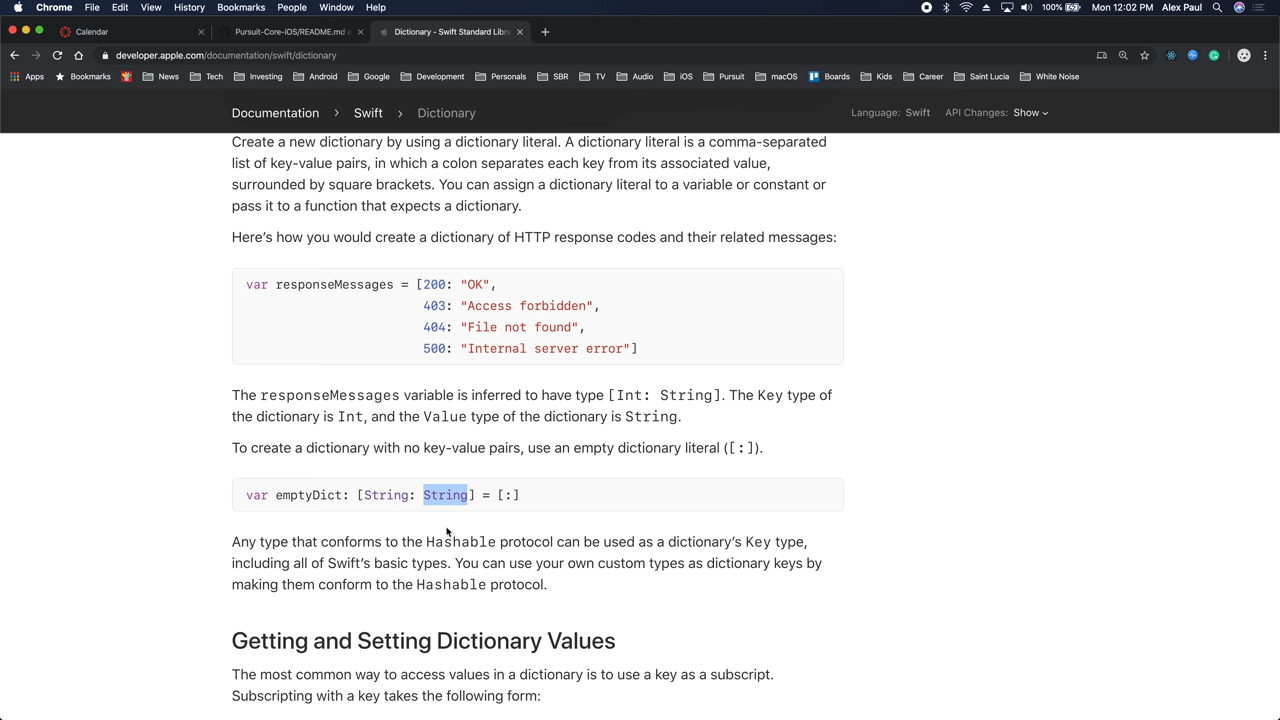 Chrome File Edit View History Bookmarks People Window Help 100% Mon 12:02 PM Alex Paul
Calendar × Pursuit-Core-iOS/README.md a × Dictionary - Swift Standard Libra × +
developer.apple.com/documentation/swift/dictionary
Apps Bookmarks News Tech Investing Android Google Development Personals SBR TV Audio iOS Pursuit macOS Boards Kids Career Saint Lucia White Noise
Documentation > Swift > Dictionary Language: Swift API Changes: Show
Create a new dictionary by using a dictionary literal. A dictionary literal is a comma-separated
list of key-value pairs, in which a colon separates each key from its associated value,
surrounded by square brackets. You can assign a dictionary literal to a variable or constant or
pass it to a function that expects a dictionary.
Here's how you would create a dictionary of HTTP response codes and their related messages:
var responseMessages = [200: "OK",
403: "Access forbidden",
404: "File not found",
500: "Internal server error"]
The responseMessages variable is inferred to have type [Int: String]. The Key type of
the dictionary is Int, and the Value type of the dictionary is String.
To create a dictionary with no key-value pairs, use an empty dictionary literal ([:]).
var emptyDict: [String: String] = [:]
Any type that conforms to the Hashable protocol can be used as a dictionary's Key type,
including all of Swift's basic types. You can use your own custom types as dictionary keys by
making them conform to the Hashable protocol.
Getting and Setting Dictionary Values
The most common way to access values in a dictionary is to use a key as a subscript.
Subscripting with a key takes the following form: